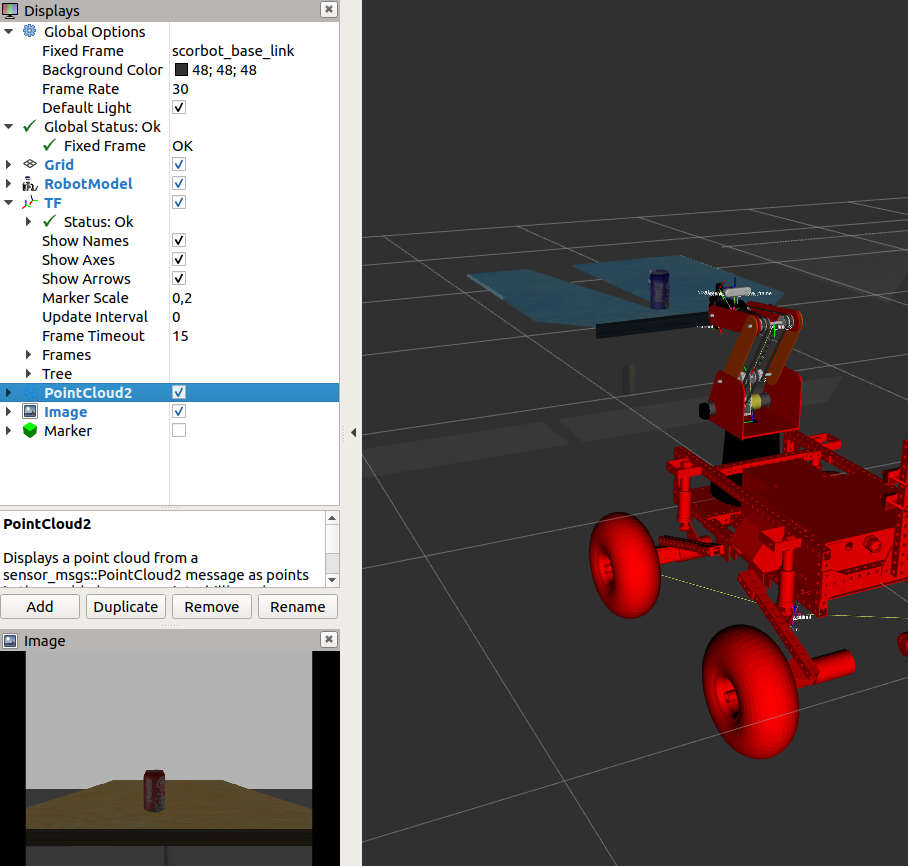 Displays
Global Options
Fixed Frame scorbot_base_link
Background Color 48; 48; 48
Frame Rate 30
Default Light
Global Status: Ok
Fixed Frame OK
Grid
RobotModel
TF
Status: Ok
Show Names
Show Axes
Show Arrows
Marker Scale 0,2
Update Interval 0
Frame Timeout 15
Frames
Tree
PointCloud2
Image
Marker
PointCloud2
Displays a point cloud from a
sensor_msgs::PointCloud2 message as points
Add Duplicate Remove Rename
Image